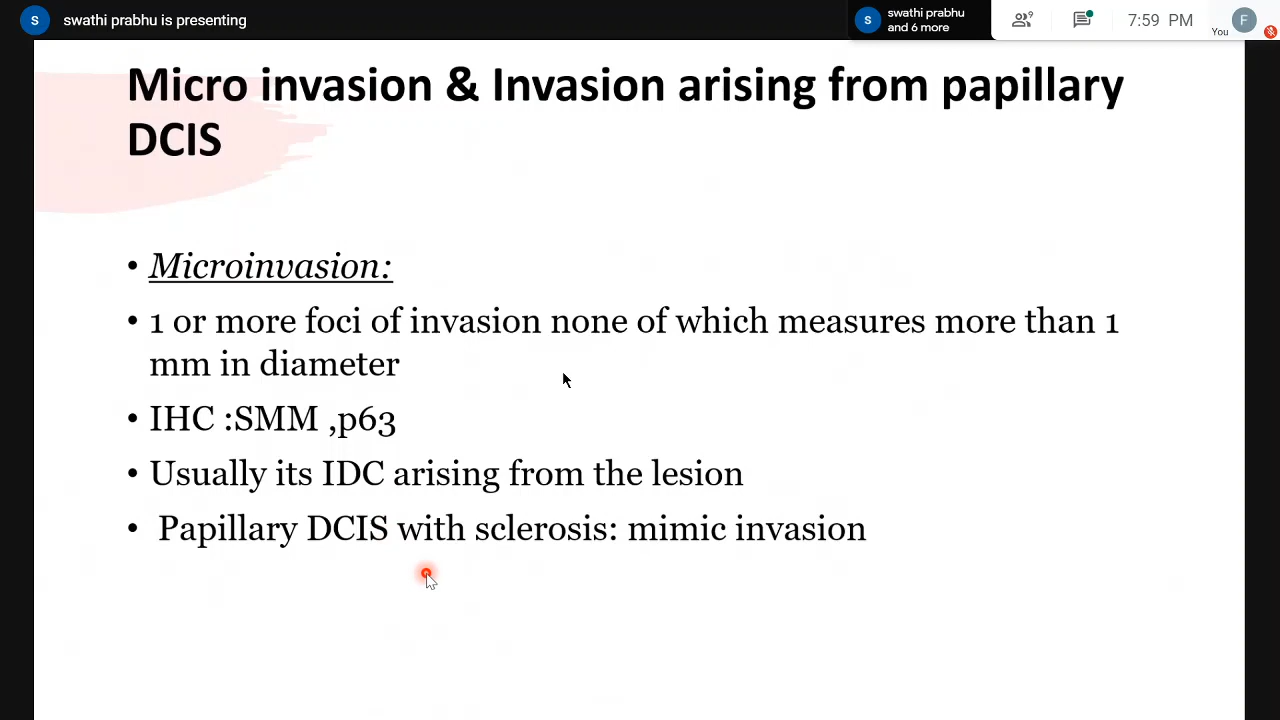 S swathi prabhu is presenting
S swathi prabhu
and 6 more
9
7:59 PM
You
F
Micro invasion & Invasion arising from papillary
DCIS
• Microinvasion:
• 1 or more foci of invasion none of which measures more than 1
mm in diameter
• IHC :SMM ,p63
• Usually its IDC arising from the lesion
• Papillary DCIS with sclerosis: mimic invasion